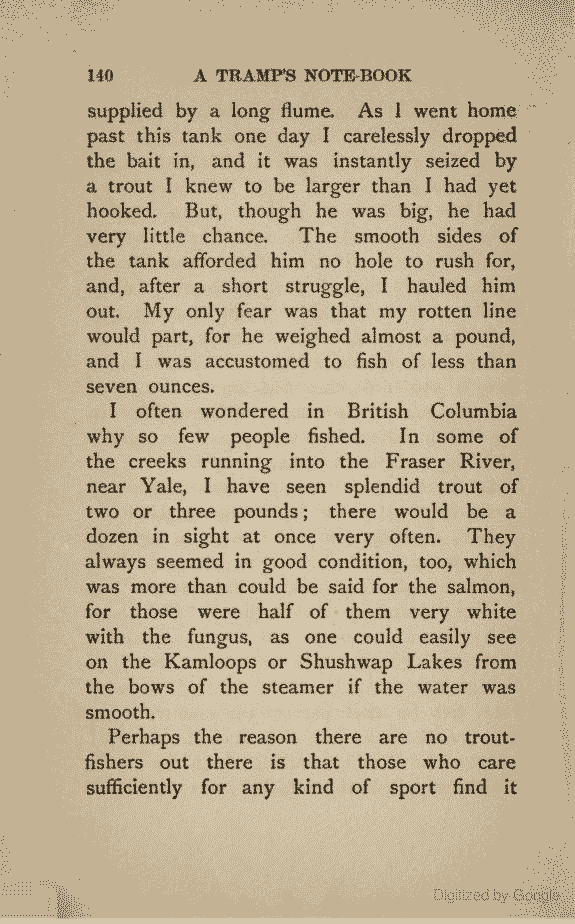 140 A TRAMP'S NOTE-BOOK
supplied by a long flume. As I went home
past this tank one day I carelessly dropped
the bait in, and it was instantly seized by
a trout I knew to be larger than I had yet
hooked. But, though he was big, he had
very little chance. The smooth sides of
the tank afforded him no hole to rush for,
and, after a short struggle, I hauled him
out. My only fear was that my rotten line
would part, for he weighed almost a pound,
and I was accustomed to fish of less than
seven ounces.
I often wondered in British Columbia
why so few people fished. In some of
the creeks running into the Fraser River,
near Yale, I have seen splendid trout of
two or three pounds; there would be a
dozen in sight at once very often. They
always seemed in good condition, too, which
was more than could be said for the salmon,
for those were half of them very white
with the fungus, as one could easily see
on the Kamloops or Shushwap Lakes from
the bows of the steamer if the water was
smooth.
Perhaps the reason there are no trout-
fishers out there is that those who care
sufficiently for any kind of sport find it
Digitized by Google